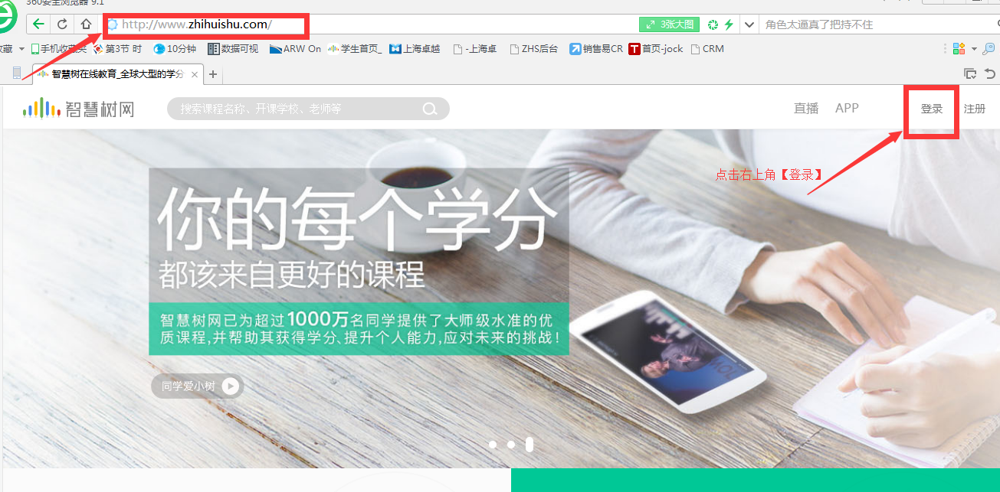 360安全浏览器 9.1
http://www.zhihuishu.com/
3张大图
角色太逼真了把持不住
收藏 手机收藏夹 第3节 时 10分钟 数据可视 ARW On 学生首页_ 上海卓越 -上海卓 ZHS后台 销售易CR 首页-jock CRM
智慧树在线教育_全球大型的学分
智慧树网
搜索课程名称、开课学校、老师等
直播 APP 登录 注册
点击右上角【登录】
你的每个学分
都该来自更好的课程
智慧树网已为超过1000万名同学提供了大师级水准的优
质课程,并帮助其获得学分、提升个人能力,应对未来的挑战!
同学爱小树